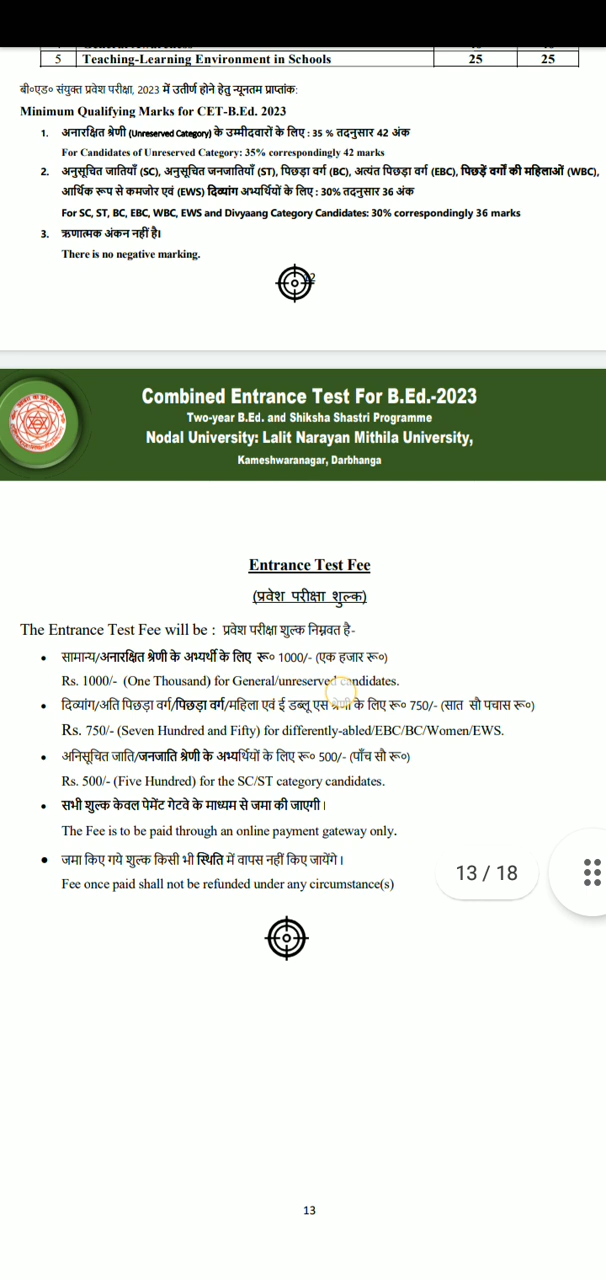 5 Teaching-Learning Environment in Schools 25 25
बी०एड० संयुक्त प्रवेश परीक्षा, 2023 में उतीर्ण होने हेतु न्यूनतम प्राप्तांक:
Minimum Qualifying Marks for CET-B.Ed. 2023
1. अनारक्षित श्रेणी (Unreserved Category) के उम्मीदवारों के लिए : 35 % तदनुसार 42 अंक
For Candidates of Unreserved Category: 35% correspondingly 42 marks
2. अनुसूचित जातियाँ (SC), अनुसूचित जनजातियाँ (ST), पिछड़ा वर्ग (BC), अत्यंत पिछड़ा वर्ग (EBC), पिछड़ें वर्गों की महिलाओं (WBC),
आर्थिक रूप से कमजोर एवं (EWS) दिव्यांग अभ्यर्थियों के लिए : 30% तदनुसार 36 अंक
For SC, ST, BC, EBC, WBC, EWS and Divyaang Category Candidates: 30% correspondingly 36 marks
3. ऋणात्मक अंकन नहीं है।
There is no negative marking.
Combined Entrance Test For B.Ed.-2023
Two-year B.Ed. and Shiksha Shastri Programme
Nodal University: Lalit Narayan Mithila University,
Kameshwaranagar, Darbhanga
Entrance Test Fee
(प्रवेश परीक्षा शुल्क)
The Entrance Test Fee will be : प्रवेश परीक्षा शुल्क निम्नवत है-
• सामान्य/अनारक्षित श्रेणी के अभ्यर्थी के लिए रू० 1000/- (एक हजार रू०)
Rs. 1000/- (One Thousand) for General/unreserved candidates.
• दिव्यांग/अति पिछड़ा वर्ग/पिछड़ा वर्ग/महिला एवं ई डब्लू एस श्रेणी के लिए रू० 750/- (सात सौ पचास रू०)
Rs. 750/- (Seven Hundred and Fifty) for differently-abled/EBC/BC/Women/EWS.
• अनिसूचित जाति/जनजाति श्रेणी के अभ्यर्थियों के लिए रू० 500/- (पाँच सौ रू०)
Rs. 500/- (Five Hundred) for the SC/ST category candidates.
• सभी शुल्क केवल पेमेंट गेटवे के माध्यम से जमा की जाएगी ।
The Fee is to be paid through an online payment gateway only.
• जमा किए गये शुल्क किसी भी स्थिति में वापस नहीं किए जायेंगे ।
13 / 18
Fee once paid shall not be refunded under any circumstance(s)
13